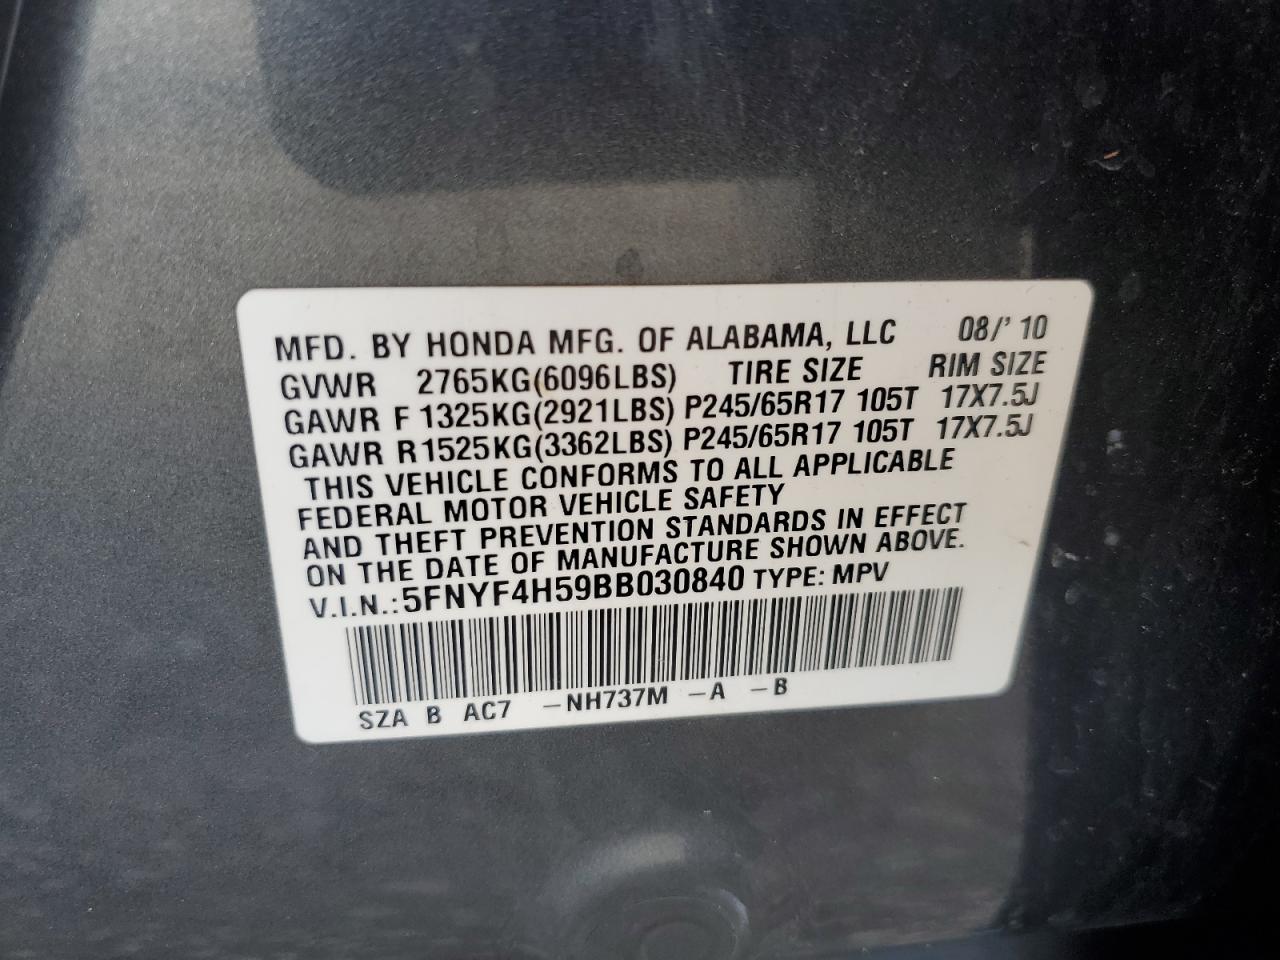 MFD. BY HONDA MFG. OF ALABAMA, LLC 08/' 10
GVWR 2765KG(6096LBS) TIRE SIZE RIM SIZE
GAWR F 1325KG(2921LBS) P245/65R17 105T 17X7.5J
GAWR R 1525KG(3362LBS) P245/65R17 105T 17X7.5J
THIS VEHICLE CONFORMS TO ALL APPLICABLE
FEDERAL MOTOR VEHICLE SAFETY
AND THEFT PREVENTION STANDARDS IN EFFECT
ON THE DATE OF MANUFACTURE SHOWN ABOVE.
V.I.N.: 5FNYF4H59BB030840 TYPE: MPV
SZA B AC7 -NH737M -A -B